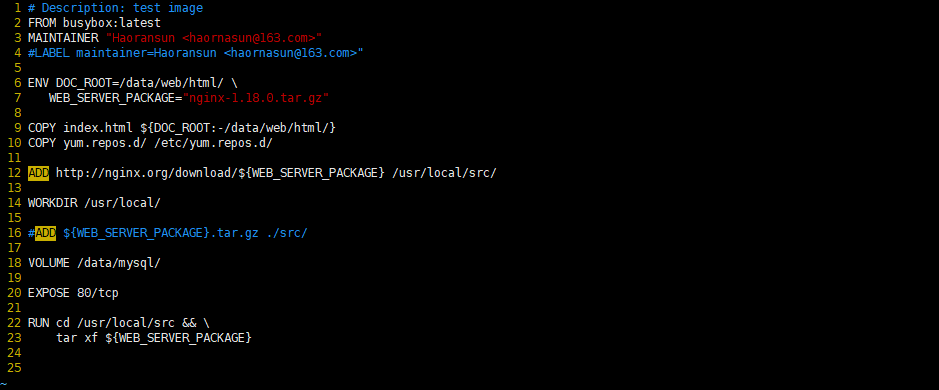 1 # Description: test image
2 FROM busybox:latest
3 MAINTAINER "Haoransun <haornasun@163.com>"
4 #LABEL maintainer=Haoransun <haornasun@163.com>"
5
6 ENV DOC_ROOT=/data/web/html/ \
7    WEB_SERVER_PACKAGE="nginx-1.18.0.tar.gz"
8
9 COPY index.html ${DOC_ROOT:-/data/web/html/}
10 COPY yum.repos.d/ /etc/yum.repos.d/
11
12 ADD http://nginx.org/download/${WEB_SERVER_PACKAGE} /usr/local/src/
13
14 WORKDIR /usr/local/
15
16 #ADD ${WEB_SERVER_PACKAGE}.tar.gz ./src/
17
18 VOLUME /data/mysql/
19
20 EXPOSE 80/tcp
21
22 RUN cd /usr/local/src && \
23     tar xf ${WEB_SERVER_PACKAGE}
24
25
~